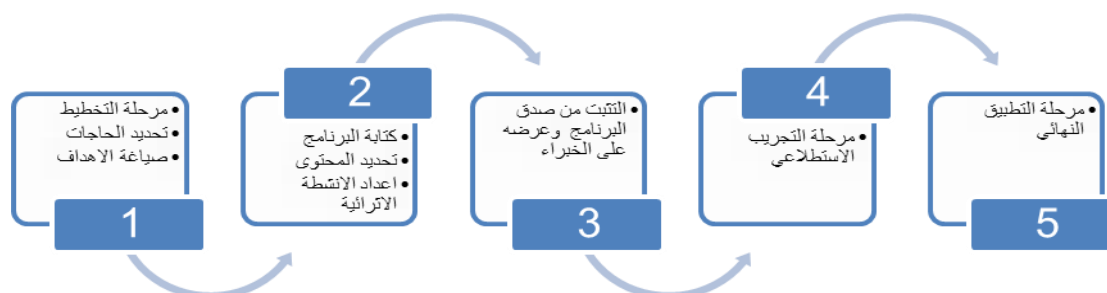 مرحلة التخطيط
تحديد الحاجات
صياغة الاهداف
1
2
كتابة البرنامج
تحديد المحتوى
اعداد الانشطة
الاثرائية
التثبت من صدق
البرنامج وعرضه
على الخبراء
3
4
مرحلة التجريب
الاستطلاعي
مرحلة التطبيق
النهائي
5